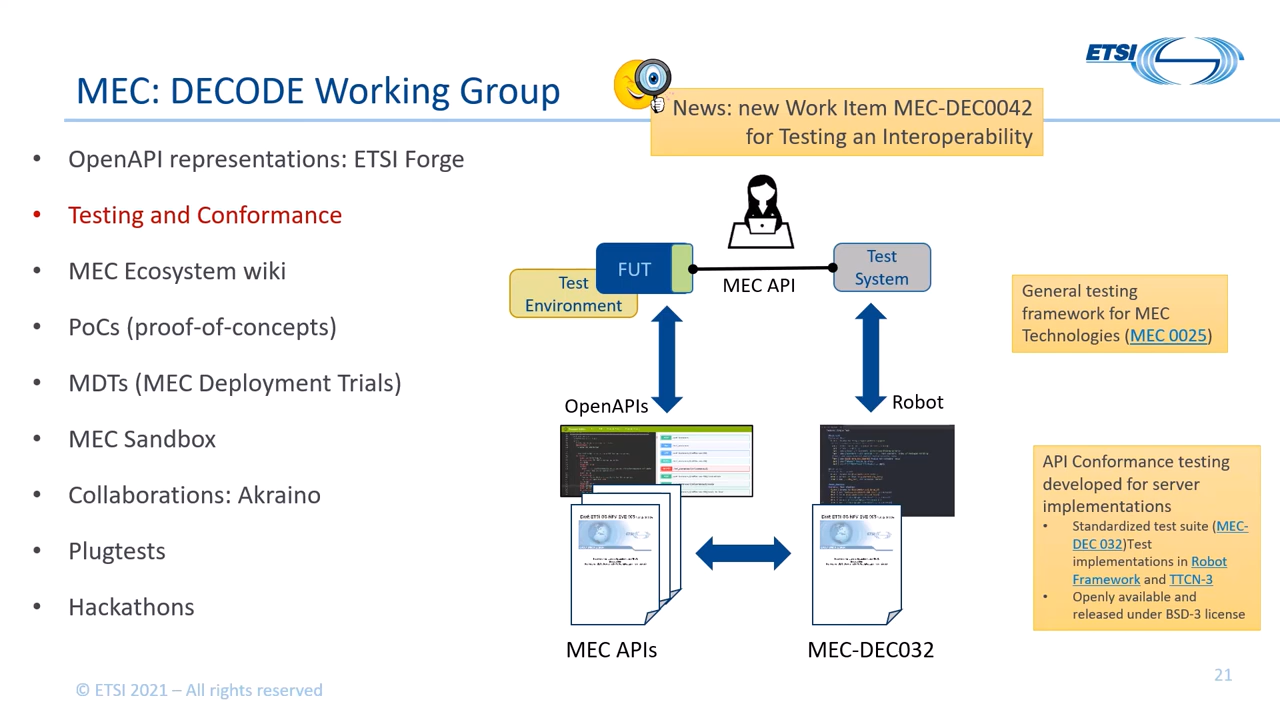 ETSI
MEC: DECODE Working Group
News: new Work Item MEC-DEC0042
for Testing an Interoperability
• OpenAPI representations: ETSI Forge
• Testing and Conformance
• MEC Ecosystem wiki
• PoCs (proof-of-concepts)
• MDTs (MEC Deployment Trials)
• MEC Sandbox
• Collaborations: Akraino
• Plugtests
• Hackathons
FUT
Test
Environment
MEC API
Test
System
OpenAPIs
Robot
MEC APIs
MEC-DEC032
General testing
framework for MEC
Technologies (MEC 0025)
API Conformance testing
developed for server
implementations
• Standardized test suite (MEC-
DEC 032)Test
implementations in Robot
Framework and TTCN-3
• Openly available and
released under BSD-3 license
© ETSI 2021 – All rights reserved
21